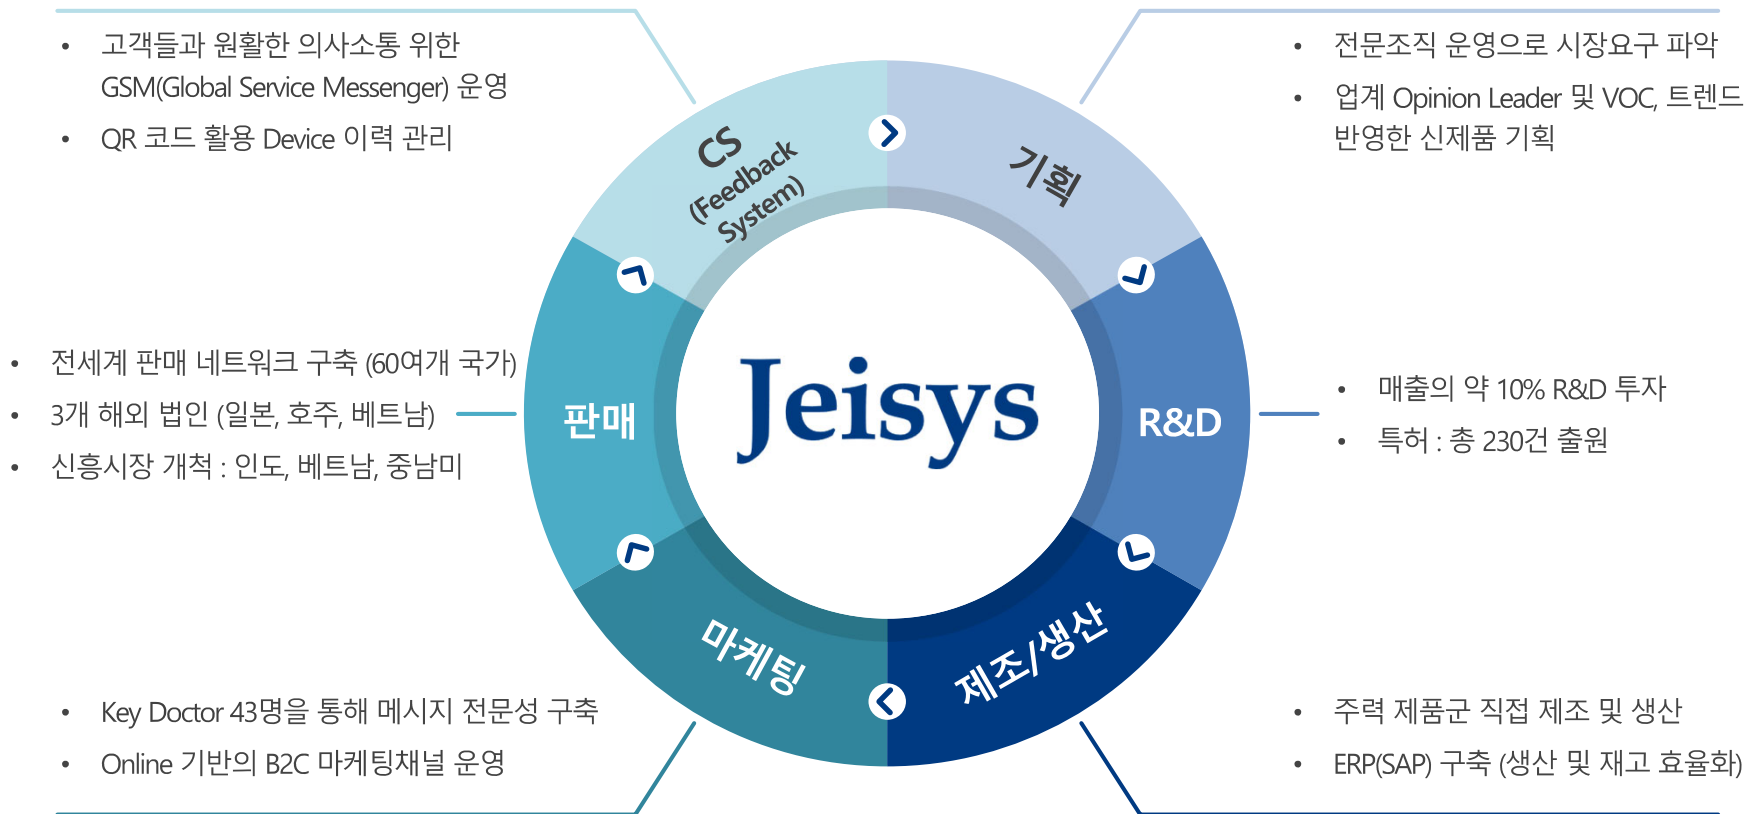 • 고객들과 원활한 의사소통 위한
GSM(Global Service Messenger) 운영
• QR 코드 활용 Device 이력 관리
• 전문조직 운영으로 시장요구 파악
• 업계 Opinion Leader 및 VOC, 트렌드
반영한 신제품 기획
CS
(Feedback
System)
기획
• 전세계 판매 네트워크 구축 (60여개 국가)
• 3개 해외 법인 (일본, 호주, 베트남)
• 신흥시장 개척 : 인도, 베트남, 중남미
판매
Jeisys
R&D
• 매출의 약 10% R&D 투자
• 특허 : 총 230건 출원
마케팅
제조/생산
• Key Doctor 43명을 통해 메시지 전문성 구축
• Online 기반의 B2C 마케팅채널 운영
• 주력 제품군 직접 제조 및 생산
• ERP(SAP) 구축 (생산 및 재고 효율화)